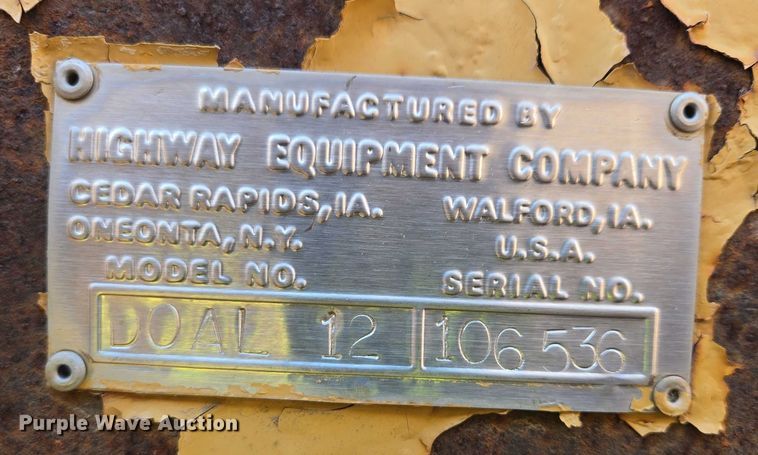 MANUFACTURED BY
HIGHWAY EQUIPMENT COMPANY
CEDAR RAPIDS, IA. WALFORD, IA.
ONEONTA, N.Y. U.S.A.
MODEL NO. SERIAL NO.
DOAL 12 106 536
Purple Wave Auction